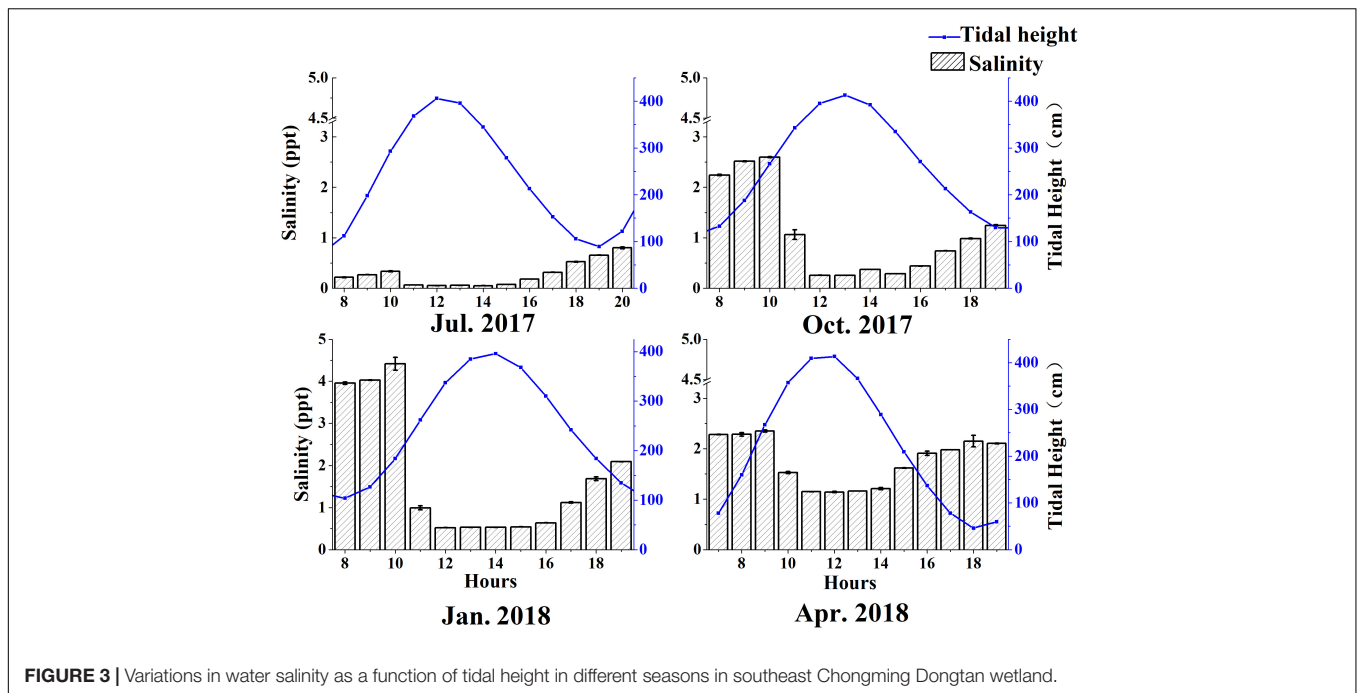 Tidal height
Salinity
5.0
4.5
3
2
1
0
Salinity (ppt)
400
300
200
100
0
8 10 12 14 16 18 20
Jul. 2017
5.0
4.5
3
2
1
0
400
300
200
100
0
Tidal Height（cm）
8 10 12 14 16 18
Oct. 2017
5
4
3
2
1
0
Salinity (ppt)
400
300
200
100
0
8 10 12 14 16 18
Hours
Jan. 2018
5.0
4.5
3
2
1
0
400
300
200
100
0
Tidal Height（cm）
8 10 12 14 16 18
Hours
Apr. 2018
FIGURE 3 | Variations in water salinity as a function of tidal height in different seasons in southeast Chongming Dongtan wetland.